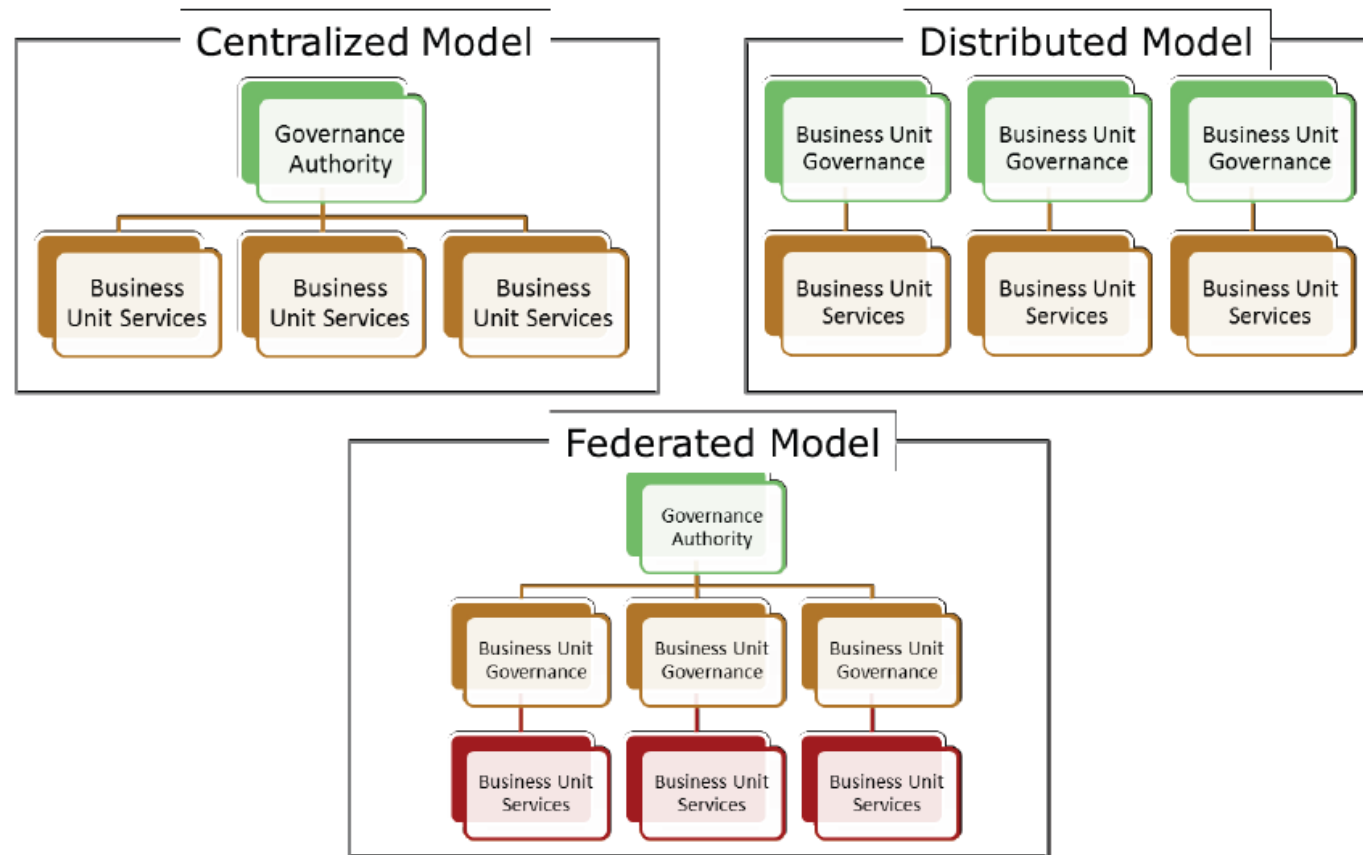 Centralized Model
Governance
Authority
Business
Unit Services
Business
Unit Services
Business
Unit Services
Distributed Model
Business Unit
Governance
Business Unit
Governance
Business Unit
Governance
Business Unit
Services
Business Unit
Services
Business Unit
Services
Federated Model
Governance
Authority
Business Unit
Governance
Business Unit
Governance
Business Unit
Governance
Business Unit
Services
Business Unit
Services
Business Unit
Services